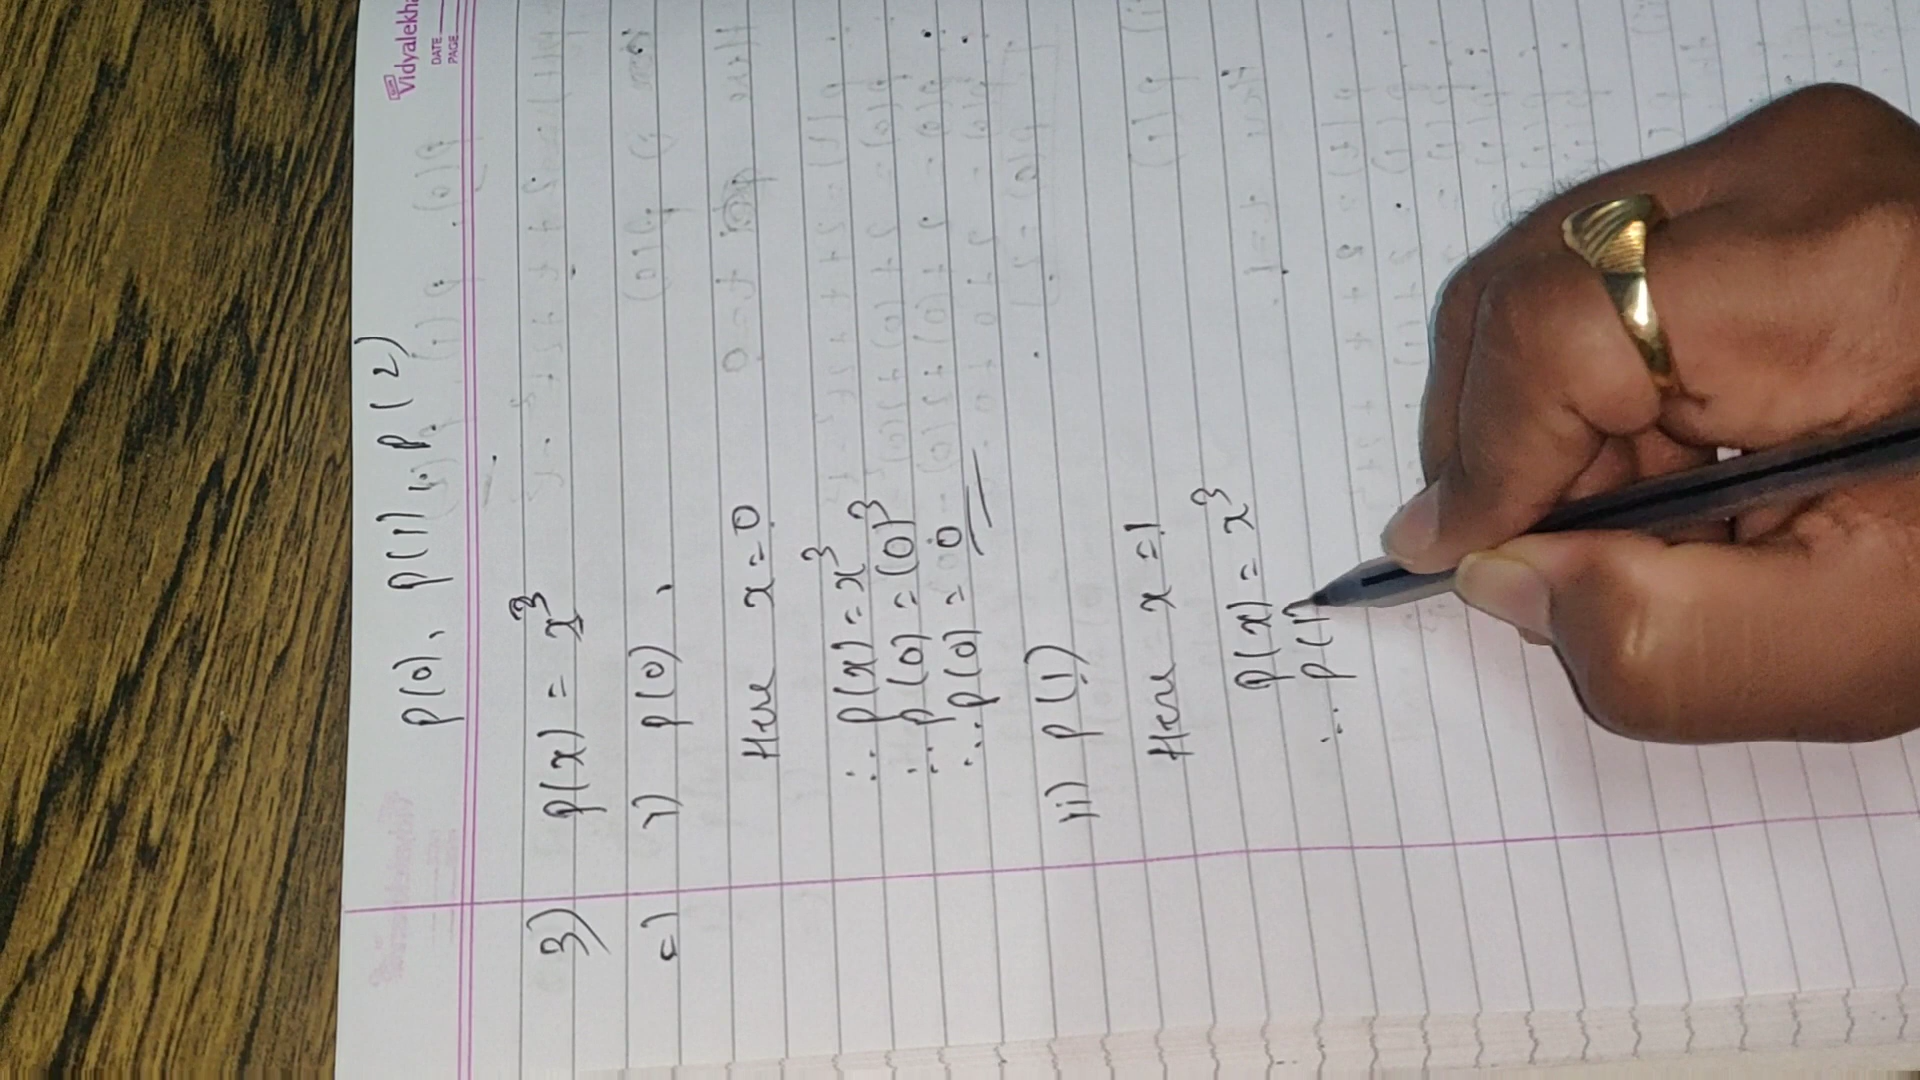 Vidyalekha
DATE
PAGE
p(0), p(1), p(2)
3) p(x) = x³
=) i) p(0),
Here x = 0
∴ p(x) = x³
∴ p(0) = (0)³
∴ p(0) = 0
ii) p(1)
Here x = 1
p(x) = x³
∴ p(1)